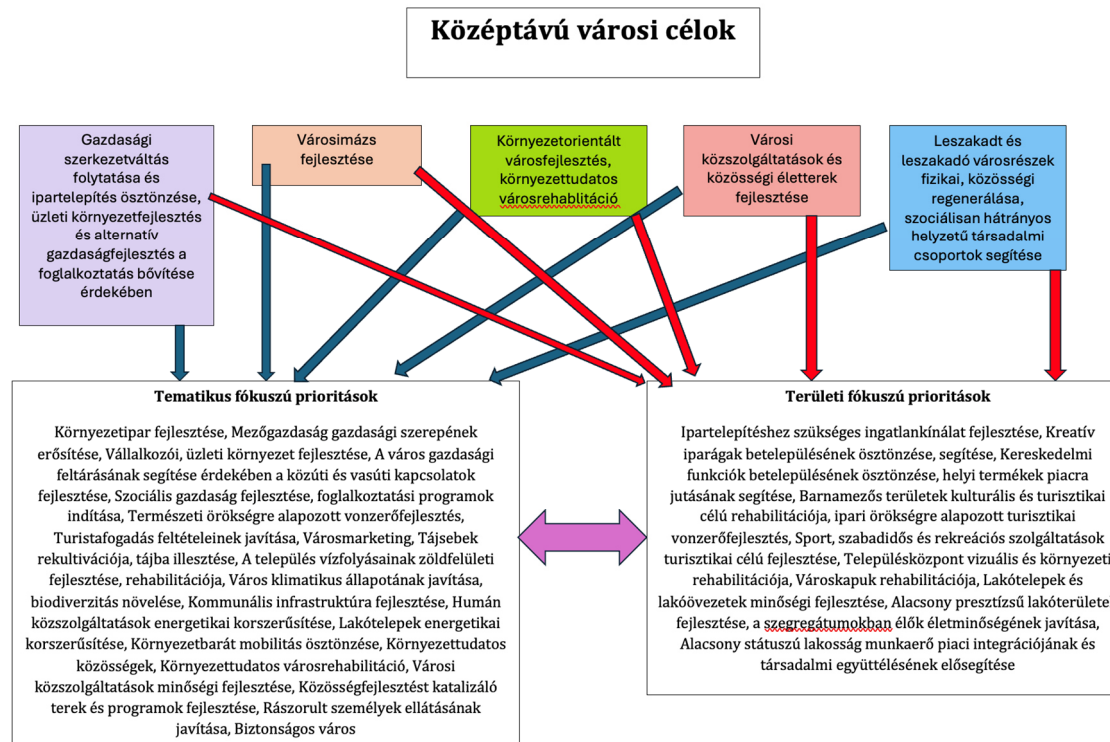 Középtávú városi célok
Gazdasági
szerkezetváltás
folytatása és
ipartelepítés ösztönzése,
üzleti környezetfejlesztés
és alternatív
gazdaságfejlesztés a
foglalkoztatás bővítése
érdekében
Városimázs
fejlesztése
Környezetorientált
városfejlesztés,
környezettudatos
városrehablitáció
Városi
közszolgáltatások és
közösségi életterek
fejlesztése
Leszakadt és
leszakadó városrészek
fizikai, közösségi
regenerálása,
szociálisan hátrányos
helyzetű társadalmi
csoportok segítése
Tematikus fókuszú prioritások
Környezetipar fejlesztése, Mezőgazdaság gazdasági szerepének
erősítése, Vállalkozói, üzleti környezet fejlesztése, A város gazdasági
feltárásának segítése érdekében a közúti és vasúti kapcsolatok
fejlesztése, Szociális gazdaság fejlesztése, foglalkoztatási programok
indítása, Természeti örökségre alapozott vonzerőfejlesztés,
Turistafogadás feltételeinek javítása, Városmarketing, Tájsebek
rekultivációja, tájba illesztése, A település vízfolyásainak zöldfelületi
fejlesztése, rehabilitációja, Város klimatikus állapotának javítása,
biodiverzitás növelése, Kommunális infrastruktúra fejlesztése, Humán
közszolgáltatások energetikai korszerűsítése, Lakótelepek energetikai
korszerűsítése, Környezetbarát mobilitás ösztönzése, Környezettudatos
közösségek, Környezettudatos városrehabilitáció, Városi
közszolgáltatások minőségi fejlesztése, Közösségfejlesztést katalizáló
terek és programok fejlesztése, Rászorult személyek ellátásának
javítása, Biztonságos város
Területi fókuszú prioritások
Ipartelepítéshez szükséges ingatlankínálat fejlesztése, Kreatív
iparágak betelepülésének ösztönzése, segítése, Kereskedelmi
funkciók betelepülésének ösztönzése, helyi termékek piacra
jutásának segítése, Barnamezős területek kulturális és turisztikai
célú rehabilitációja, ipari örökségre alapozott turisztikai
vonzerőfejlesztés, Sport, szabadidős és rekreációs szolgáltatások
turisztikai célú fejlesztése, Településközpont vizuális és környezeti
rehabilitációja, Városkapuk rehabilitációja, Lakótelepek és
lakóövezetek minőségi fejlesztése, Alacsony presztízsű lakóterületek
fejlesztése, a szegregátumokban élők életminőségének javítása,
Alacsony státuszú lakosság munkaerő piaci integrációjának és
társadalmi együttélésének elősegítése